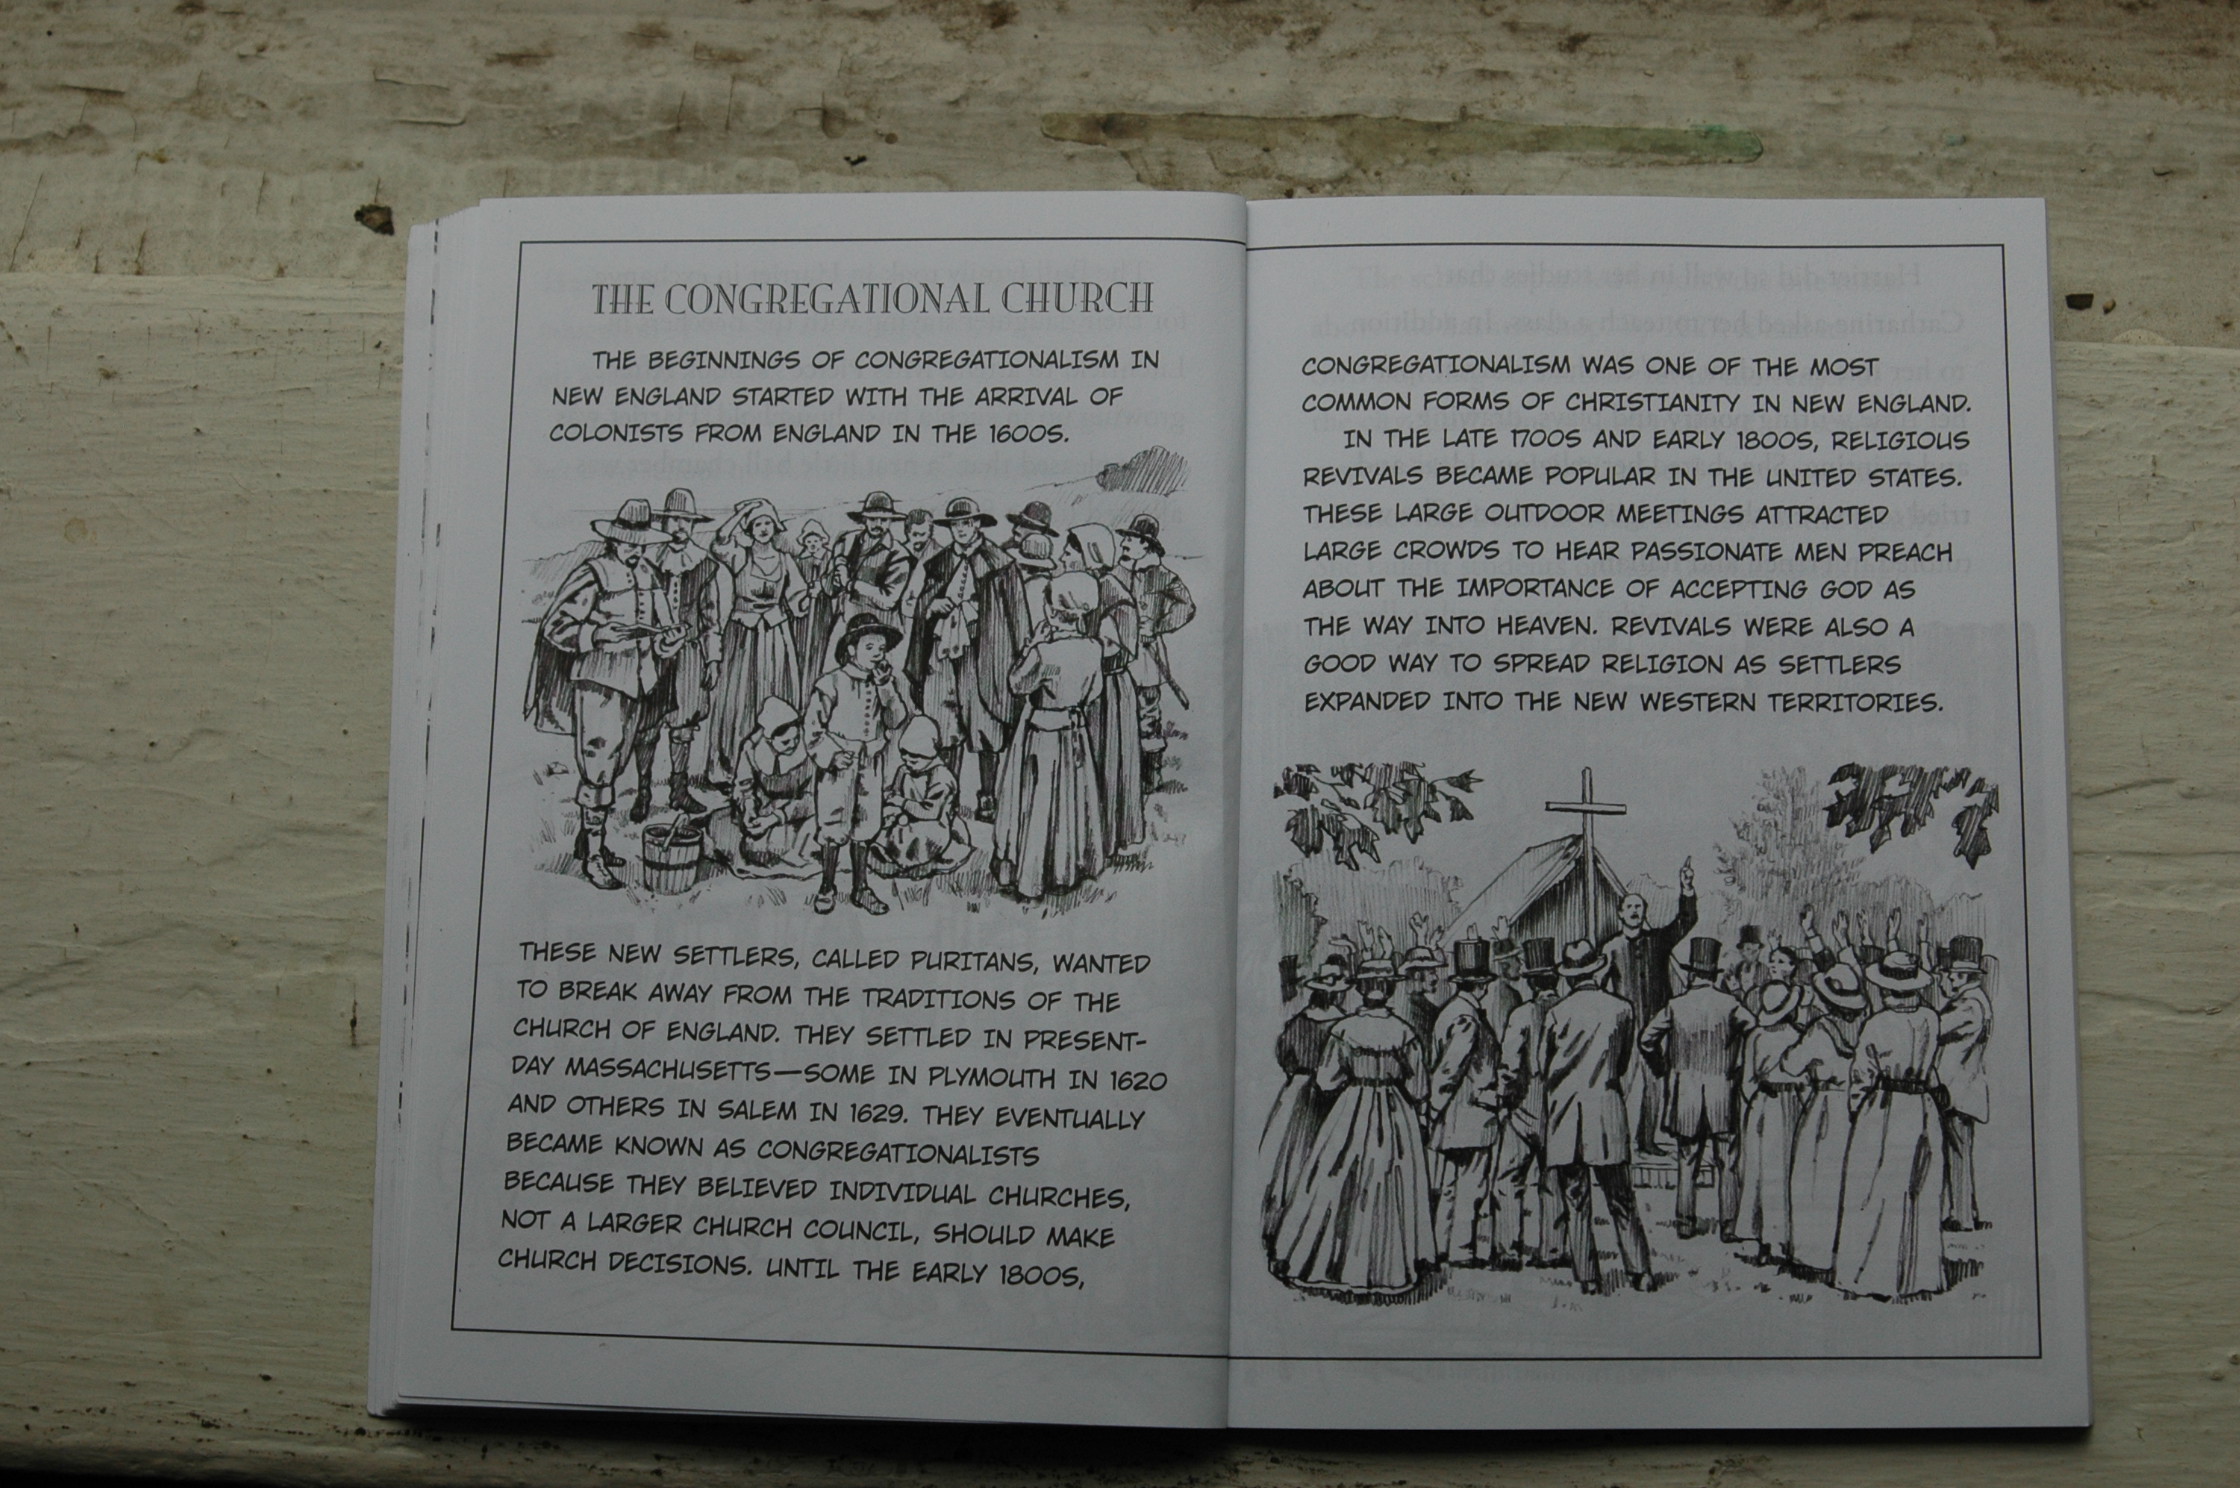 THE CONGREGATIONAL CHURCH
THE BEGINNINGS OF CONGREGATIONALISM IN
NEW ENGLAND STARTED WITH THE ARRIVAL OF
COLONISTS FROM ENGLAND IN THE 1600S.
THESE NEW SETTLERS, CALLED PURITANS, WANTED
TO BREAK AWAY FROM THE TRADITIONS OF THE
CHURCH OF ENGLAND. THEY SETTLED IN PRESENT-
DAY MASSACHUSETTS—SOME IN PLYMOUTH IN 1620
AND OTHERS IN SALEM IN 1629. THEY EVENTUALLY
BECAME KNOWN AS CONGREGATIONALISTS
BECAUSE THEY BELIEVED INDIVIDUAL CHURCHES,
NOT A LARGER CHURCH COUNCIL, SHOULD MAKE
CHURCH DECISIONS. UNTIL THE EARLY 1800S,
CONGREGATIONALISM WAS ONE OF THE MOST
COMMON FORMS OF CHRISTIANITY IN NEW ENGLAND.
IN THE LATE 1700S AND EARLY 1800S, RELIGIOUS
REVIVALS BECAME POPULAR IN THE UNITED STATES.
THESE LARGE OUTDOOR MEETINGS ATTRACTED
LARGE CROWDS TO HEAR PASSIONATE MEN PREACH
ABOUT THE IMPORTANCE OF ACCEPTING GOD AS
THE WAY INTO HEAVEN. REVIVALS WERE ALSO A
GOOD WAY TO SPREAD RELIGION AS SETTLERS
EXPANDED INTO THE NEW WESTERN TERRITORIES.